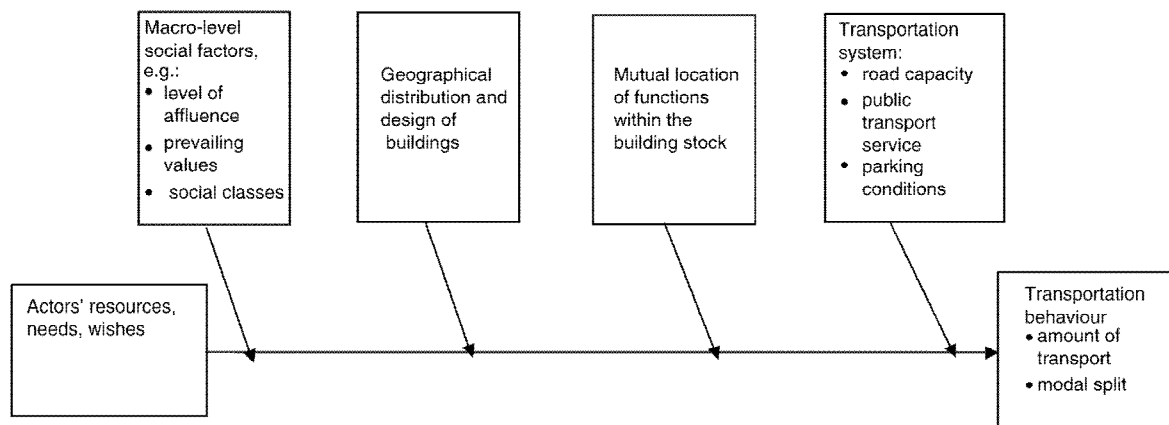 Macro-level
social factors,
e.g.:
• level of
affluence
• prevailing
values
• social classes
Geographical
distribution and
design of
buildings
Mutual location
of functions
within the
building stock
Transportation
system:
• road capacity
• public
transport
service
• parking
conditions
Actors' resources,
needs, wishes
Transportation
behaviour
• amount of
transport
• modal split